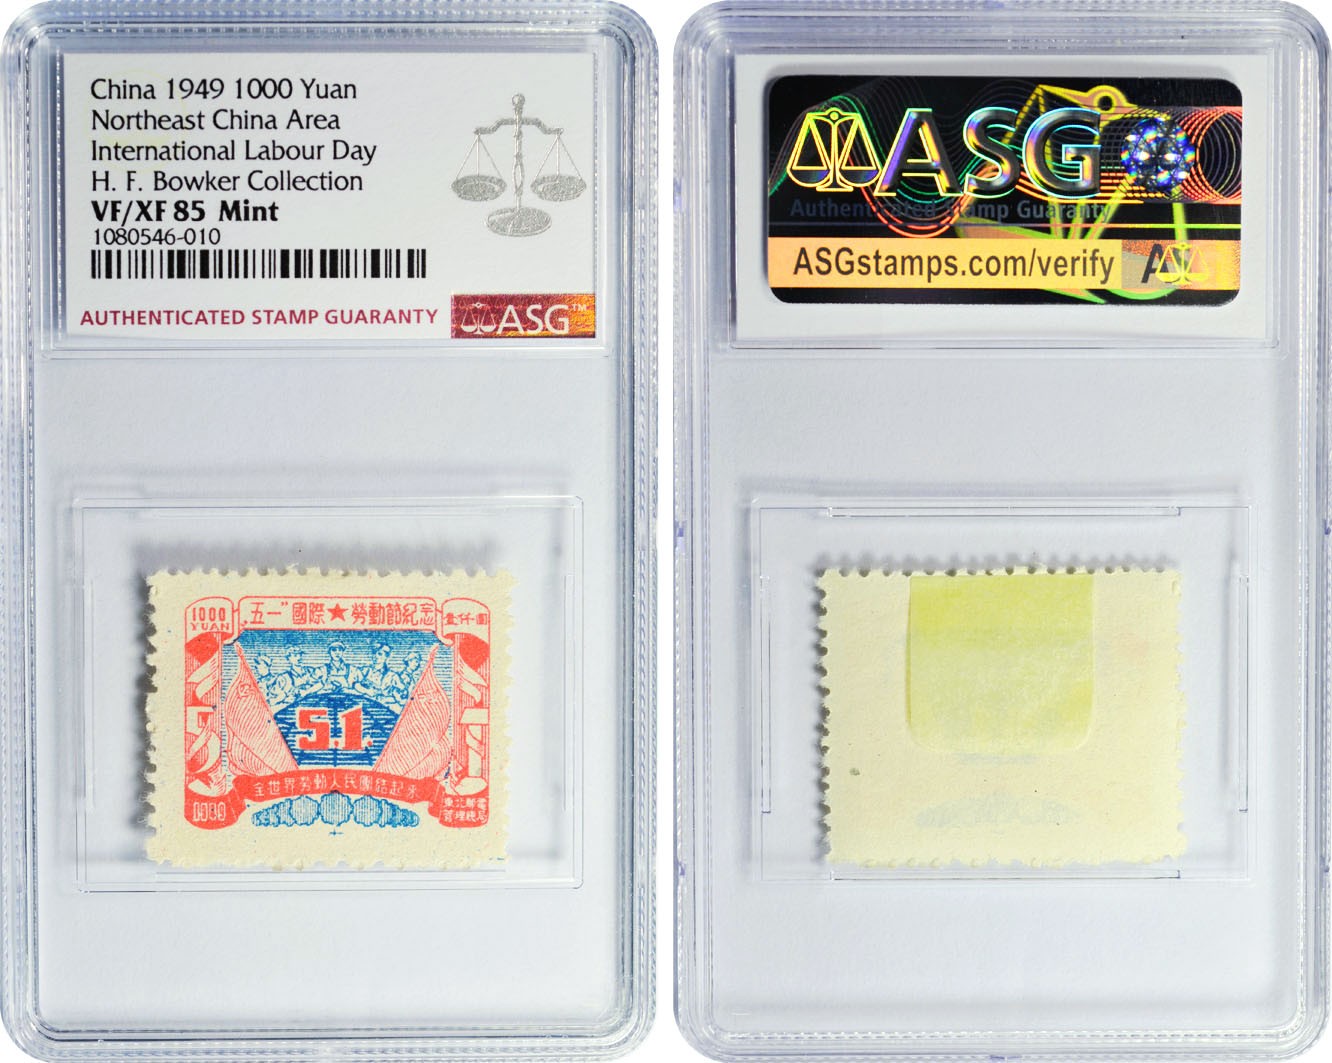 China 1949 1000 Yuan
Northeast China Area
International Labour Day
H. F. Bowker Collection
VF/XF 85 Mint
1080546-010
AUTHENTICATED STAMP GUARANTY
ASG™
1000
YUAN
"五一"國際★勞動節紀念
壹仟圓
5.1.
全世界勞動人民團結起來
1000
東北郵電
管理總局
ASG
Authenticated Stamp Guaranty
ASGstamps.com/verify